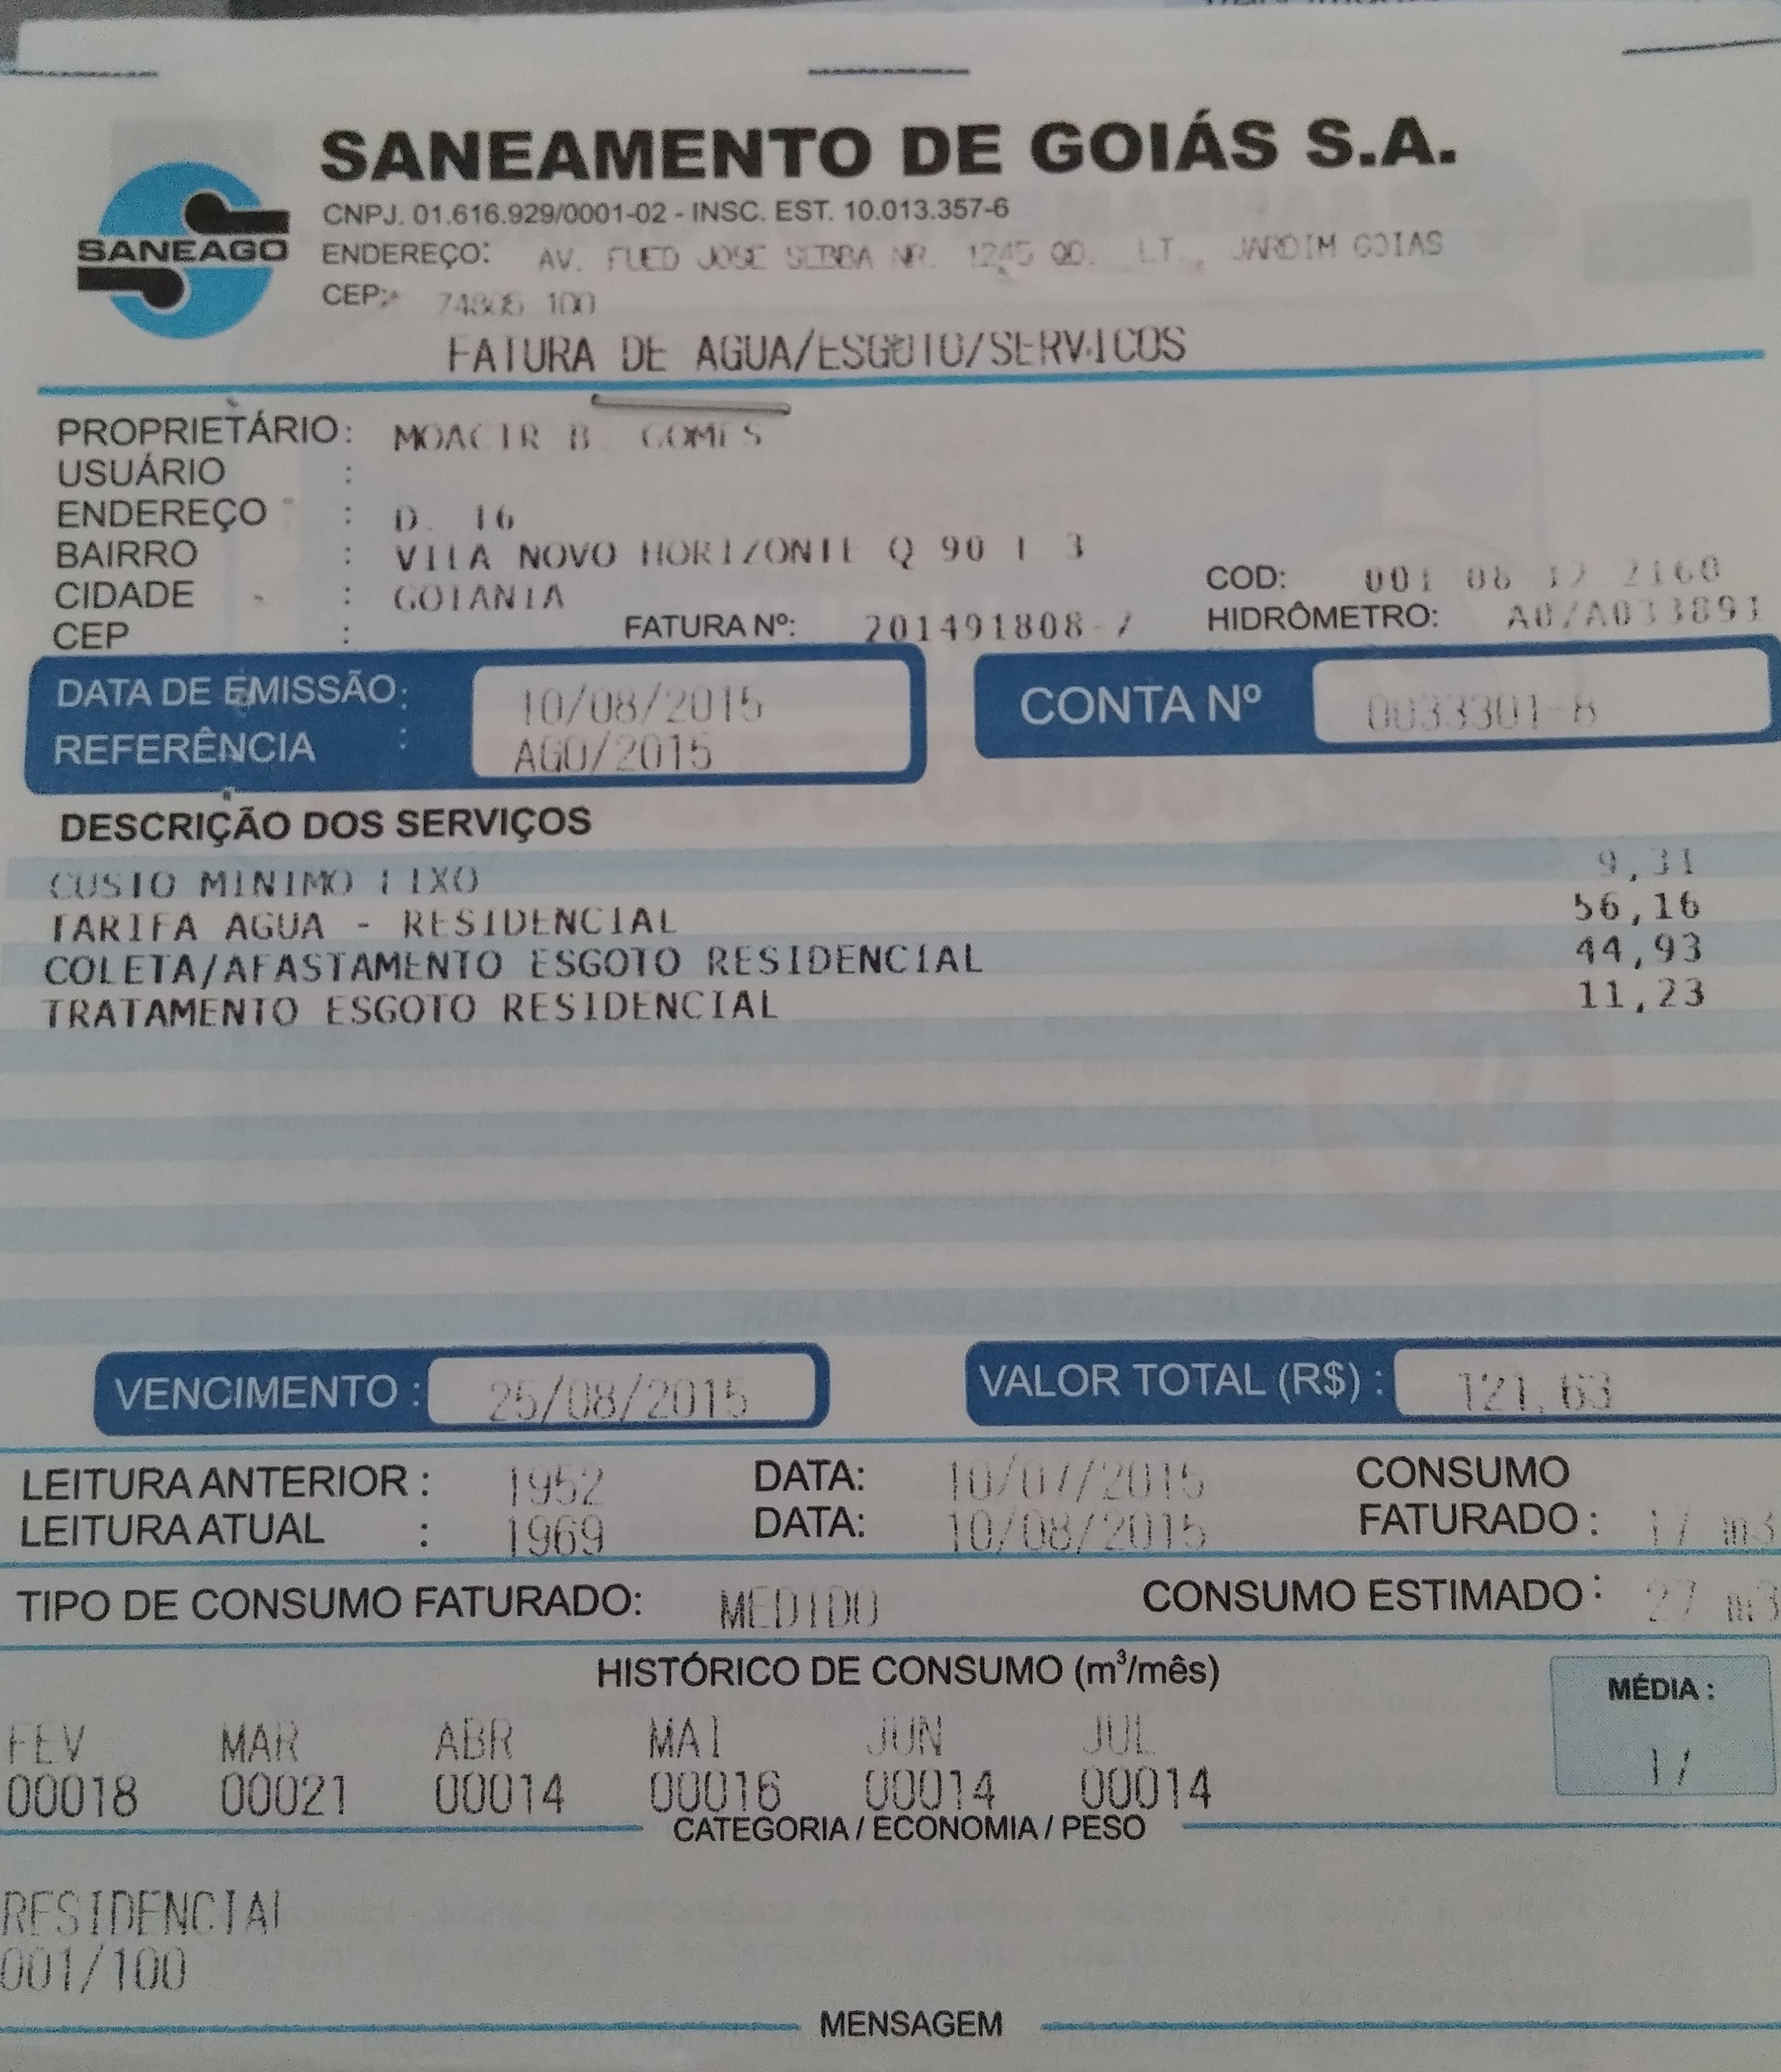 SANEAMENTO DE GOIÁS S.A.
SANEAGO
CNPJ. 01.616.929/0001-02 - INSC. EST. 10.013.357-6
ENDEREÇO: AV. FUED JOSE SEBBA NR. 1245 QD. LT., JARDIM GOIAS
CEP: 74805 100
FATURA DE AGUA/ESGOTO/SERVICOS
PROPRIETÁRIO: MOACIR B. GOMES
USUÁRIO :
ENDEREÇO : D. 16
BAIRRO : VILA NOVO HORIZONTE Q 90 L 3
CIDADE : GOIANIA
COD: 001 08 12 2160
CEP : FATURA Nº: 201491808-7 HIDRÔMETRO: A07A033891
DATA DE EMISSÃO: 10/08/2015
REFERÊNCIA : AGO/2015
CONTA Nº 0033301-8
DESCRIÇÃO DOS SERVIÇOS
CUSTO MINIMO FIXO 9,31
TARIFA AGUA - RESIDENCIAL 56,16
COLETA/AFASTAMENTO ESGOTO RESIDENCIAL 44,93
TRATAMENTO ESGOTO RESIDENCIAL 11,23
VENCIMENTO : 25/08/2015 VALOR TOTAL (R$) : 121,63
LEITURA ANTERIOR : 1952 DATA: 10/07/2015 CONSUMO
LEITURA ATUAL : 1969 DATA: 10/08/2015 FATURADO : 17 m3
TIPO DE CONSUMO FATURADO: MEDIDO CONSUMO ESTIMADO : 27 m3
HISTÓRICO DE CONSUMO (m³/mês)
MÉDIA :
FEV MAR ABR MAI JUN JUL
17
00018 00021 00014 00016 00014 00014
CATEGORIA / ECONOMIA / PESO
RESIDENCIAL
001/100
MENSAGEM